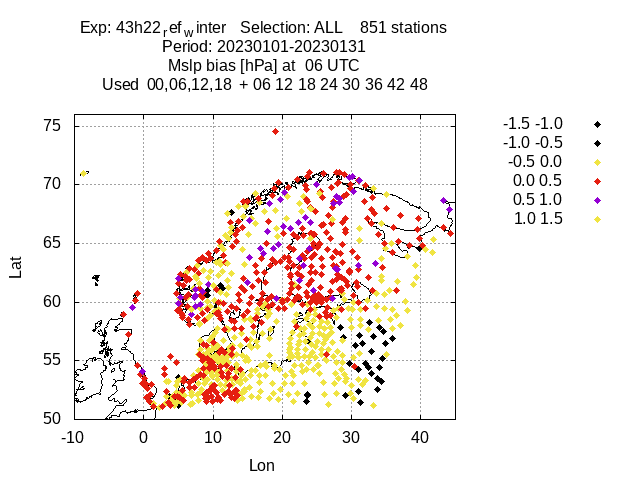 Exp: 43h22ref winter Selection: ALL 851 stations
Period: 20230101-20230131
Mslp bias [hPa] at 06 UTC
Used 00,06,12,18 + 06 12 18 24 30 36 42 48
-1.5 -1.0
-1.0 -0.5
-0.5 0.0
0.0 0.5
0.5 1.0
1.0 1.5
75
70
65
60
55
50
Lat
-10 0 10 20 30 40
Lon